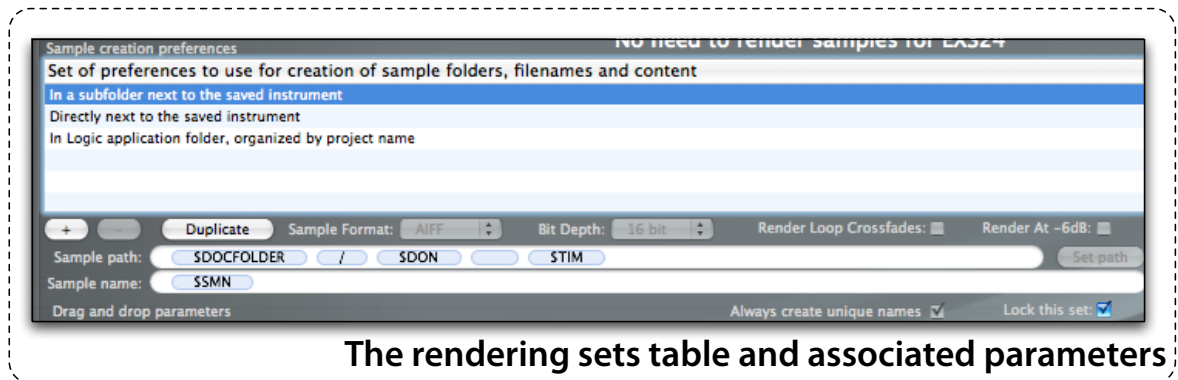 Sample creation preferences
No need to render samples for EXS24
Set of preferences to use for creation of sample folders, filenames and content
In a subfolder next to the saved instrument
Directly next to the saved instrument
In Logic application folder, organized by project name
+ - Duplicate Sample Format: AIFF Bit Depth: 16 bit Render Loop Crossfades: Render At -6dB:
Sample path: $DOCFOLDER / $DON $TIM Set path
Sample name: $SMN
Drag and drop parameters Always create unique names Lock this set:
The rendering sets table and associated parameters